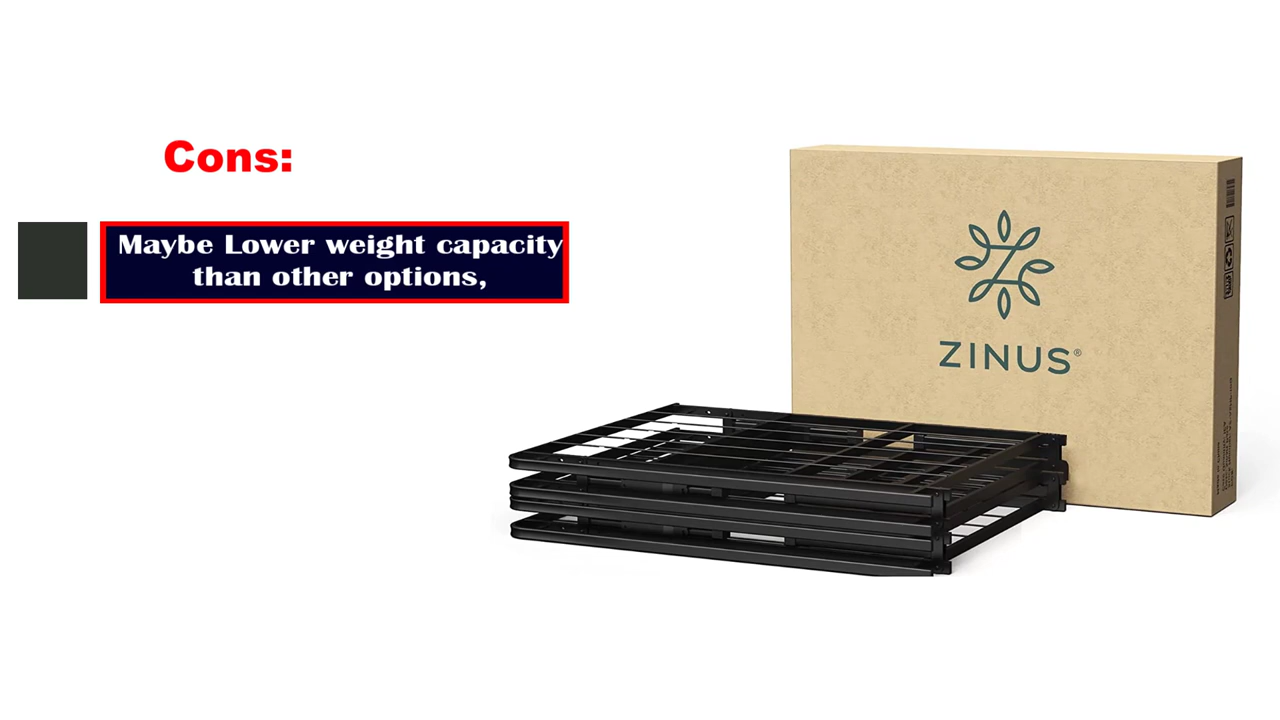 Cons:
Maybe Lower weight capacity
than other options,
ZINUS®